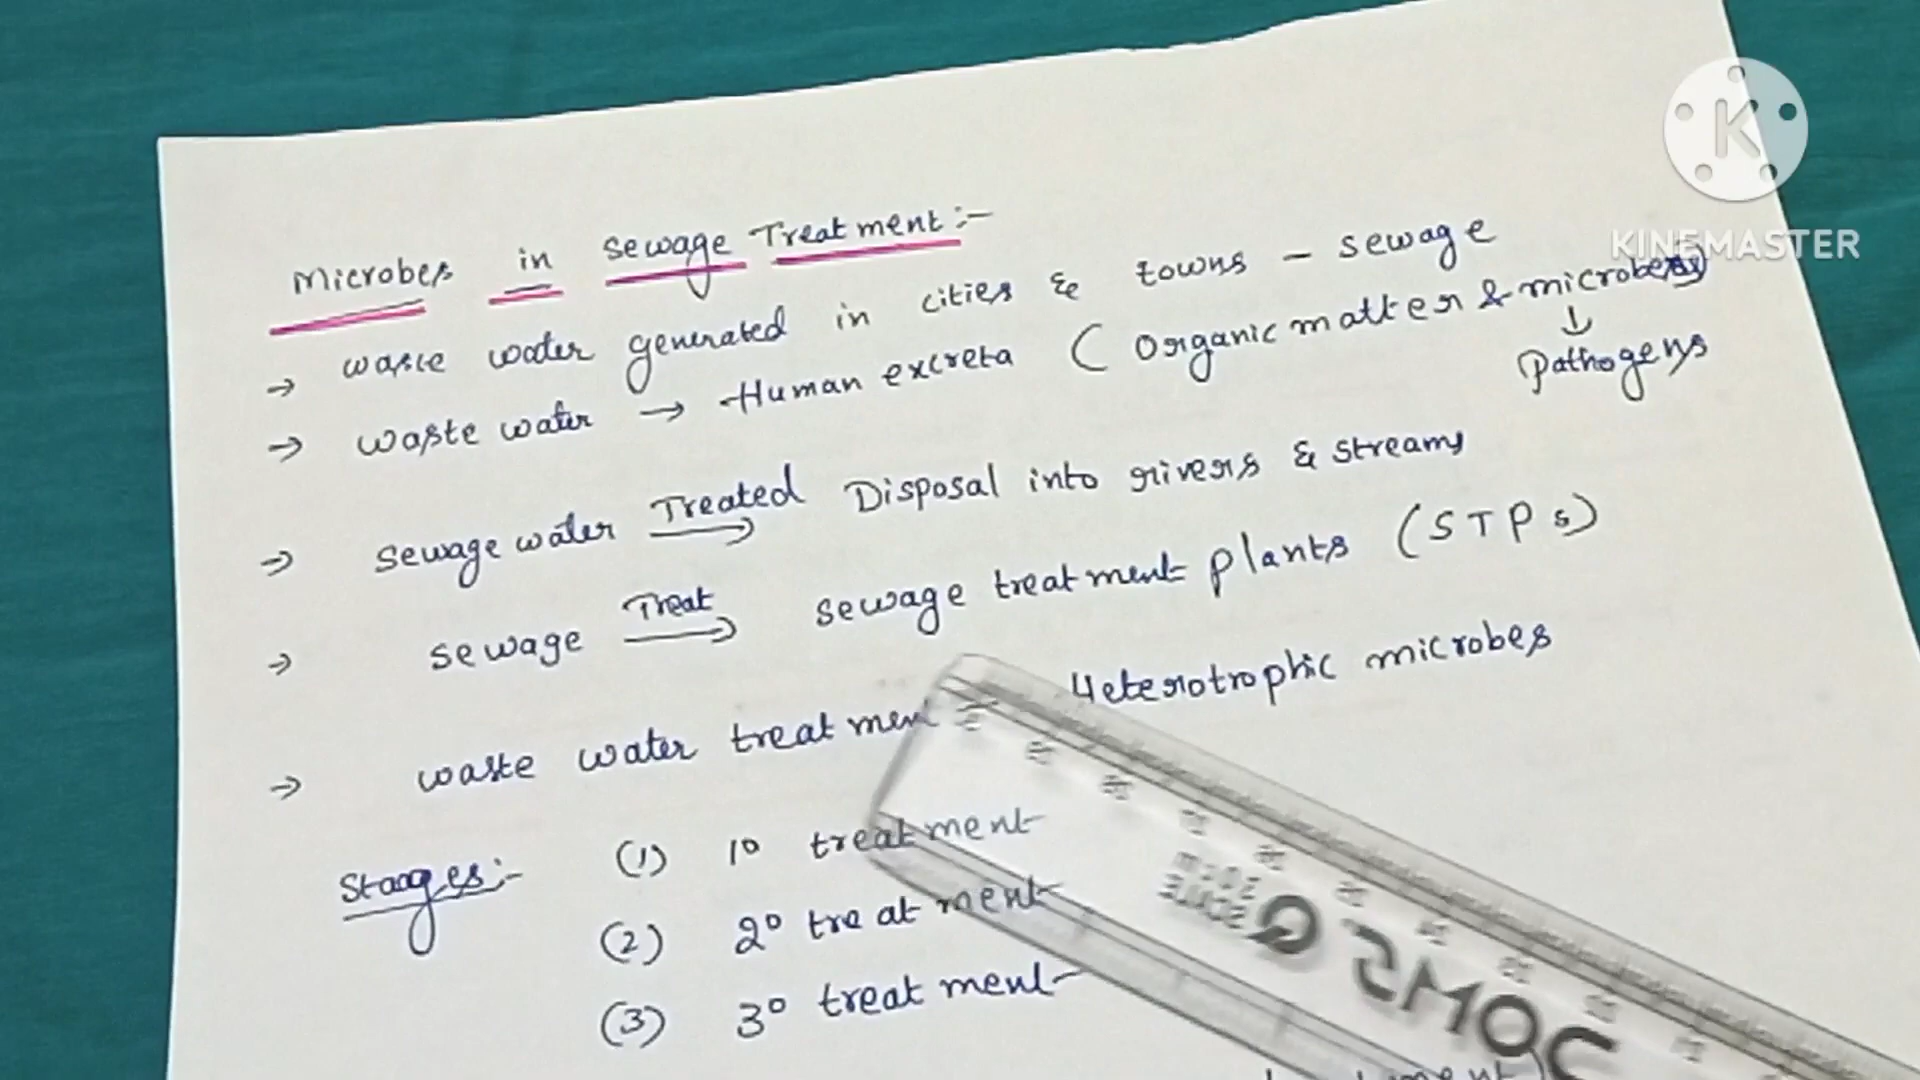 Microbes in sewage Treatment:-
→ waste water generated in cities & towns - sewage
→ waste water → Human excreta (Organic matter & microbes)
↓
Pathogens
→ sewage water Treated → Disposal into rivers & streams
→ sewage Treat → sewage treatment plants (STPs)
→ waste water treatment Heterotrophic microbes
Stages:-
(1) 1° treatment
(2) 2° treatment
(3) 3° treatment
KINEMASTER
DOMS